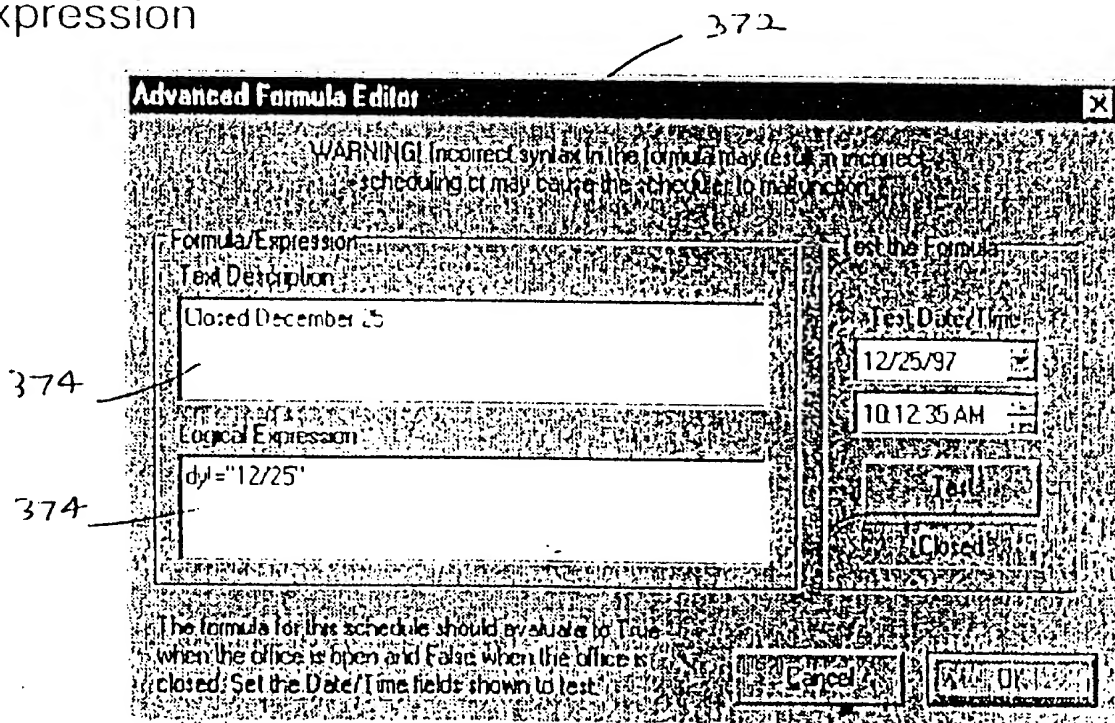 xpression
372
Advanced Formula Editor
WARNING! Incorrect syntax in the formula may result in incorrect
scheduling or may cause the scheduler to malfunction.
Formula/Expression
Text Description
Closed December 25
374
Logical Expression
dy!="12/25"
374
Test the Formula
Test Date/Time
12/25/97
10:12:35 AM
Test
Closed
The formula for this schedule should evaluate to True
when the office is open and False when the office is
closed. Set the Date/Time fields shown to test.
Cancel
OK